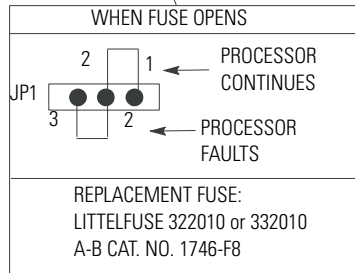 WHEN FUSE OPENS
2 1 PROCESSOR
CONTINUES
JP1
3 2 PROCESSOR
FAULTS
REPLACEMENT FUSE:
LITTELFUSE 322010 or 332010
A-B CAT. NO. 1746-F8